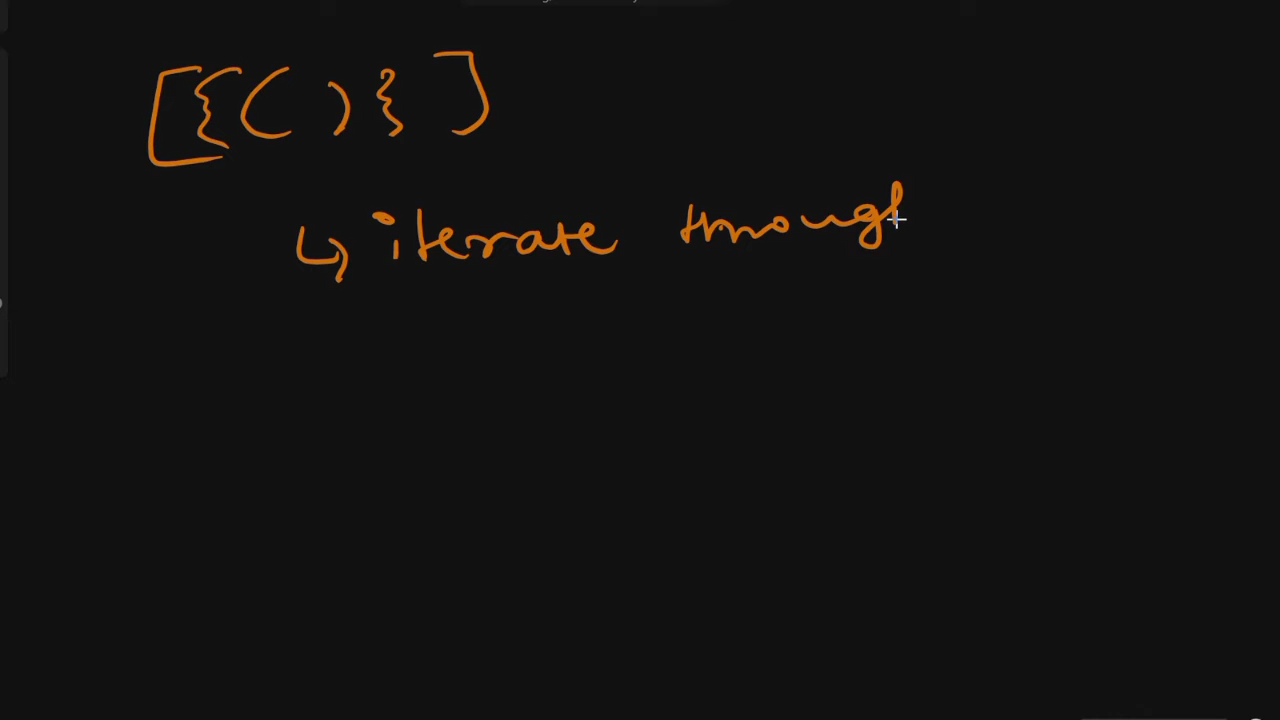 [{()}]
↳ iterate through